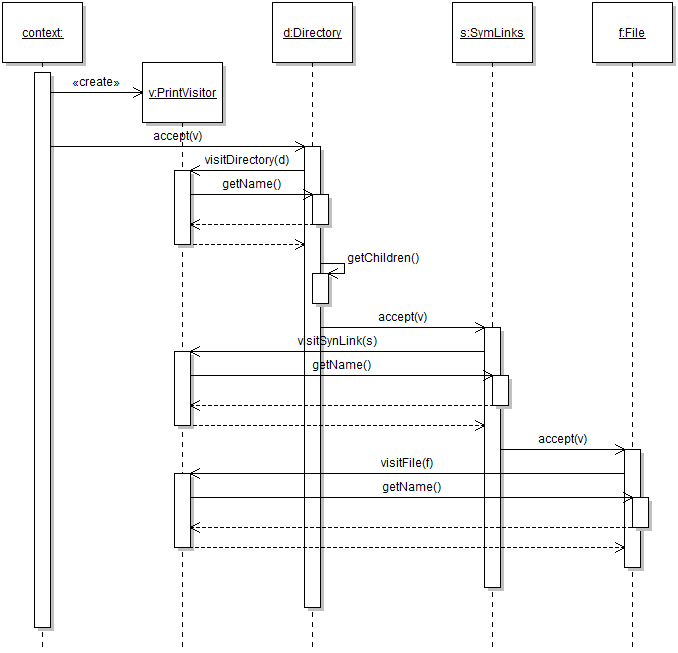 context:
d:Directory
s:SymLinks
f:File
«create»
v:PrintVisitor
accept(v)
visitDirectory(d)
getName()
getChildren()
accept(v)
visitSynLink(s)
getName()
accept(v)
visitFile(f)
getName()